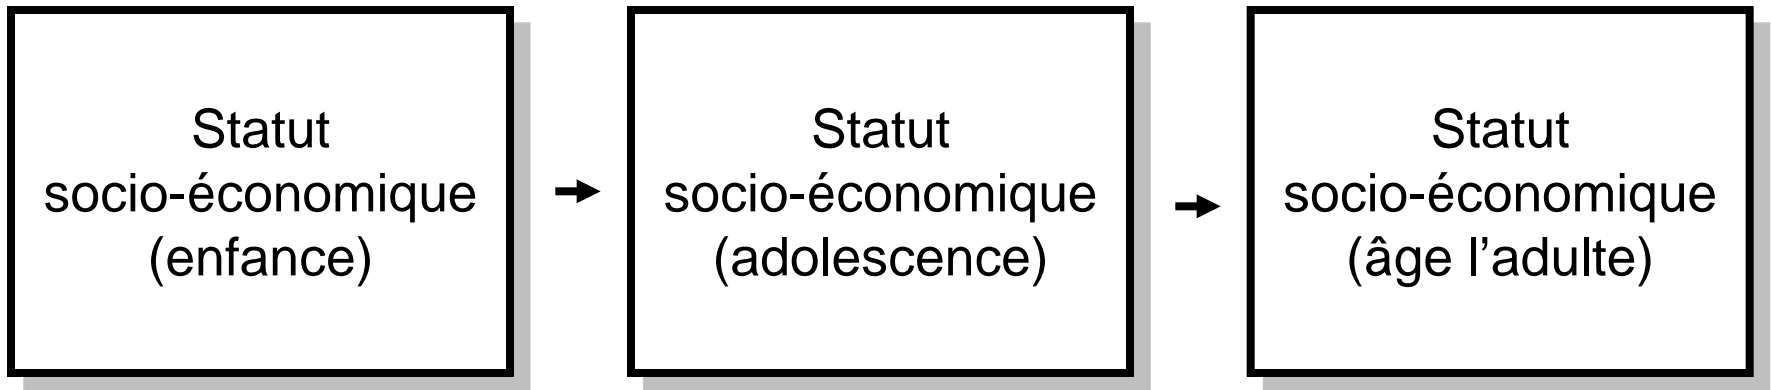 Statut
socio-économique
(enfance)
Statut
socio-économique
(adolescence)
Statut
socio-économique
(âge l’adulte)